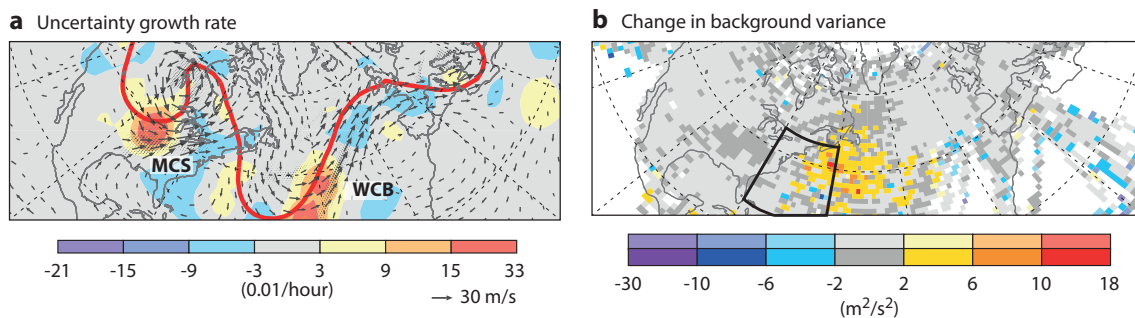 a Uncertainty growth rate
MCS
WCB
-21 -15 -9 -3 3 9 15 33
(0.01/hour)
30 m/s
b Change in background variance
-30 -10 -6 -2 2 6 10 18
(m²/s²)